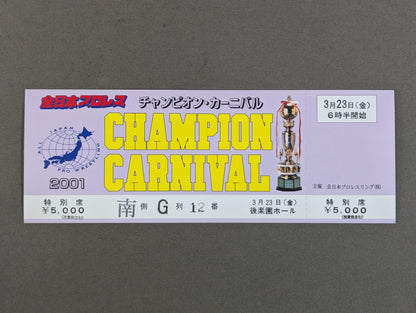 全日本プロレス
チャンピオン・カーニバル
CHAMPION
CARNIVAL
ALL JAPAN PRO WRESTLING
2001
3月23日(金)
6時半開始
主催 全日本プロレスリング㈱
特別席
¥5,000
南側 G列 12番
3月23日(金)
後楽園ホール
特別席
¥5,000